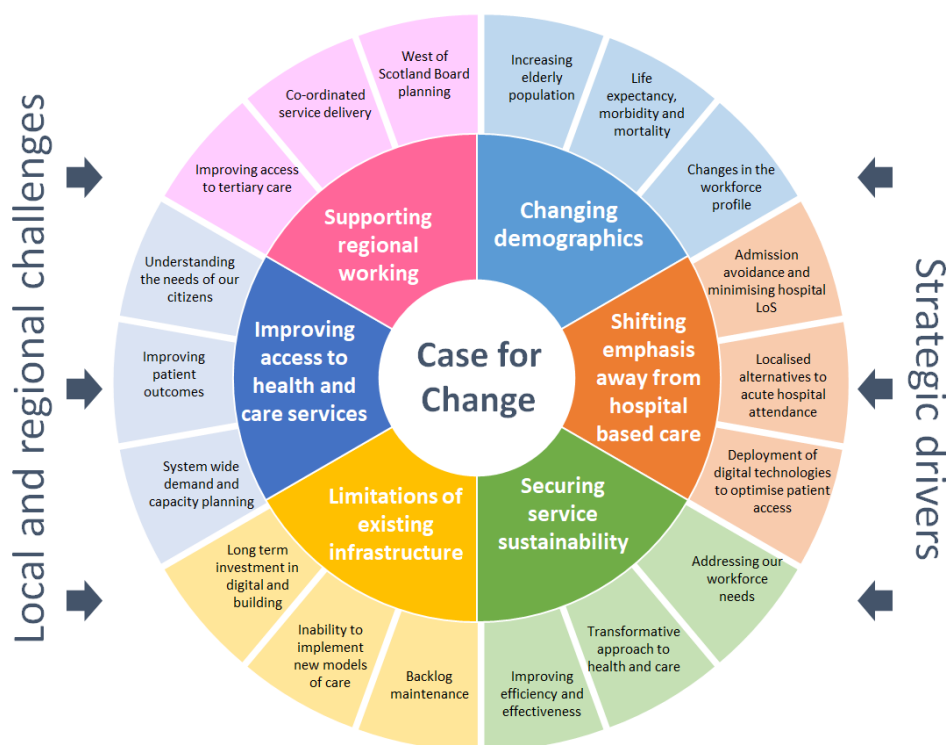 Local and regional challenges
Strategic drivers
Case for
Change
Changing
demographics
Increasing
elderly
population
Life
expectancy,
morbidity and
mortality
Changes in the
workforce
profile
Shifting
emphasis
away from
hospital
based care
Admission
avoidance and
minimising hospital
LoS
Localised
alternatives to
acute hospital
attendance
Deployment of
digital technologies
to optimise patient
access
Securing
service
sustainability
Addressing our
workforce
needs
Transformative
approach to
health and care
Improving
efficiency and
effectiveness
Limitations of
existing
infrastructure
Backlog
maintenance
Inability to
implement
new models
of care
Long term
investment in
digital and
building
Improving
access to
health and
care services
System wide
demand and
capacity planning
Improving
patient
outcomes
Understanding
the needs of our
citizens
Supporting
regional
working
Improving access
to tertiary care
Co-ordinated
service delivery
West of
Scotland Board
planning